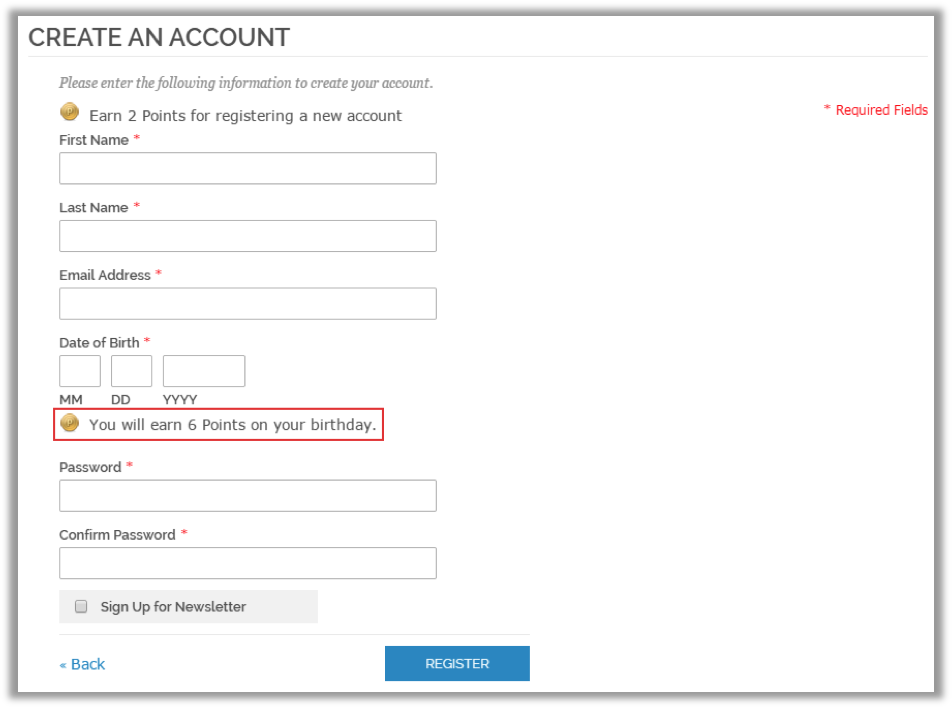 CREATE AN ACCOUNT
Please enter the following information to create your account.
Earn 2 Points for registering a new account
* Required Fields
First Name *
Last Name *
Email Address *
Date of Birth *
MM DD YYYY
You will earn 6 Points on your birthday.
Password *
Confirm Password *
Sign Up for Newsletter
« Back
REGISTER